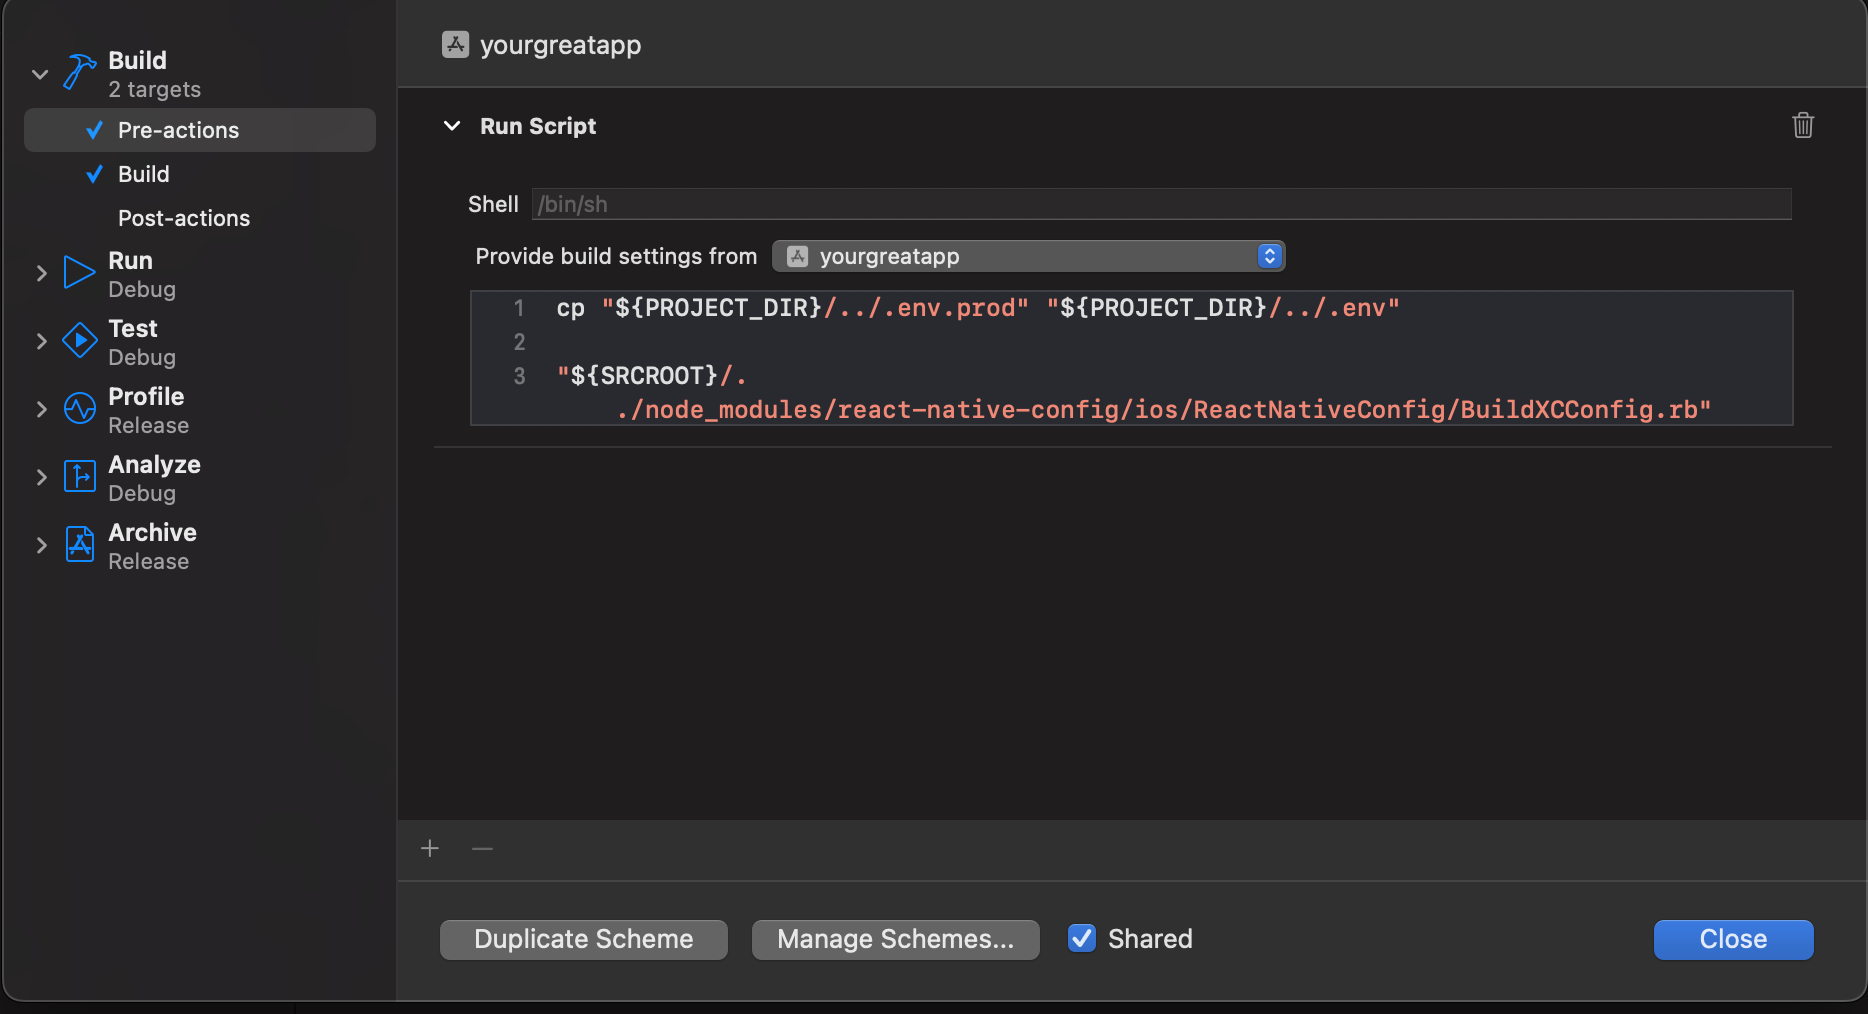 Build
2 targets
Pre-actions
Build
Post-actions
Run
Debug
Test
Debug
Profile
Release
Analyze
Debug
Archive
Release
yourgreatapp
Run Script
Shell /bin/sh
Provide build settings from yourgreatapp
1 cp "${PROJECT_DIR}/../.env.prod" "${PROJECT_DIR}/../.env"
2
3 "${SRCROOT}/.
./node_modules/react-native-config/ios/ReactNativeConfig/BuildXCConfig.rb"
Duplicate Scheme Manage Schemes... Shared Close